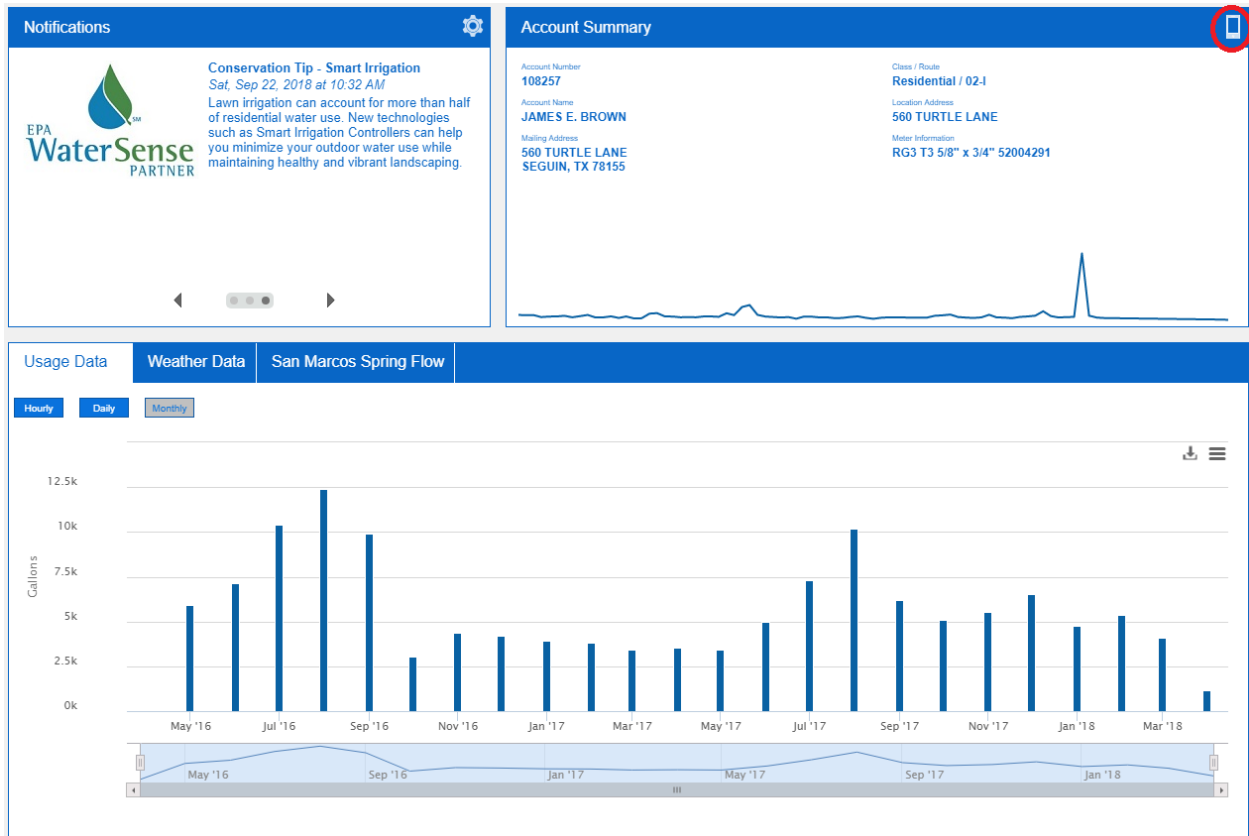 Notifications
Conservation Tip - Smart Irrigation
Sat, Sep 22, 2018 at 10:32 AM
Lawn irrigation can account for more than half
of residential water use. New technologies
such as Smart Irrigation Controllers can help
you minimize your outdoor water use while
maintaining healthy and vibrant landscaping.
SM
EPA
WaterSense
PARTNER
Account Summary
Account Number
108257
Account Name
JAMES E. BROWN
Mailing Address
560 TURTLE LANE
SEGUIN, TX 78155
Class / Route
Residential / 02-I
Location Address
560 TURTLE LANE
Meter Information
RG3 T3 5/8" x 3/4" 52004291
Usage Data
Weather Data
San Marcos Spring Flow
Hourly
Daily
Monthly
Gallons
12.5k
10k
7.5k
5k
2.5k
0k
May '16
Jul '16
Sep '16
Nov '16
Jan '17
Mar '17
May '17
Jul '17
Sep '17
Nov '17
Jan '18
Mar '18
May '16
Sep '16
Jan '17
May '17
Sep '17
Jan '18